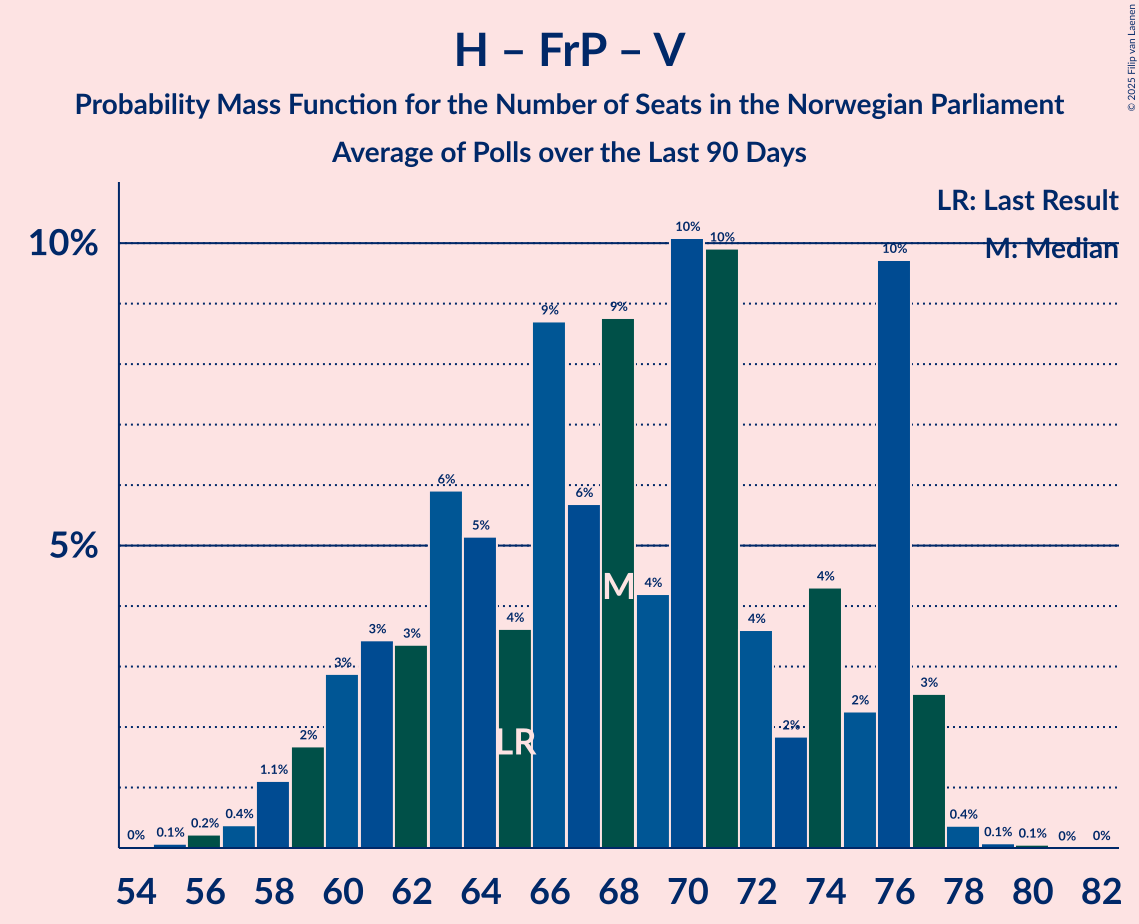 H – FrP – V
Probability Mass Function for the Number of Seats in the Norwegian Parliament
Average of Polls over the Last 90 Days
© 2025 Filip van Laenen
LR: Last Result
M: Median
10%
5%
0% 0.1% 0.2% 0.4% 1.1% 2% 3% 3% 3% 6% 5% 4% 9% 6% 9% 4% 10% 10% 4% 2% 4% 2% 10% 3% 0.4% 0.1% 0.1% 0% 0%
LR
M
54 56 58 60 62 64 66 68 70 72 74 76 78 80 82